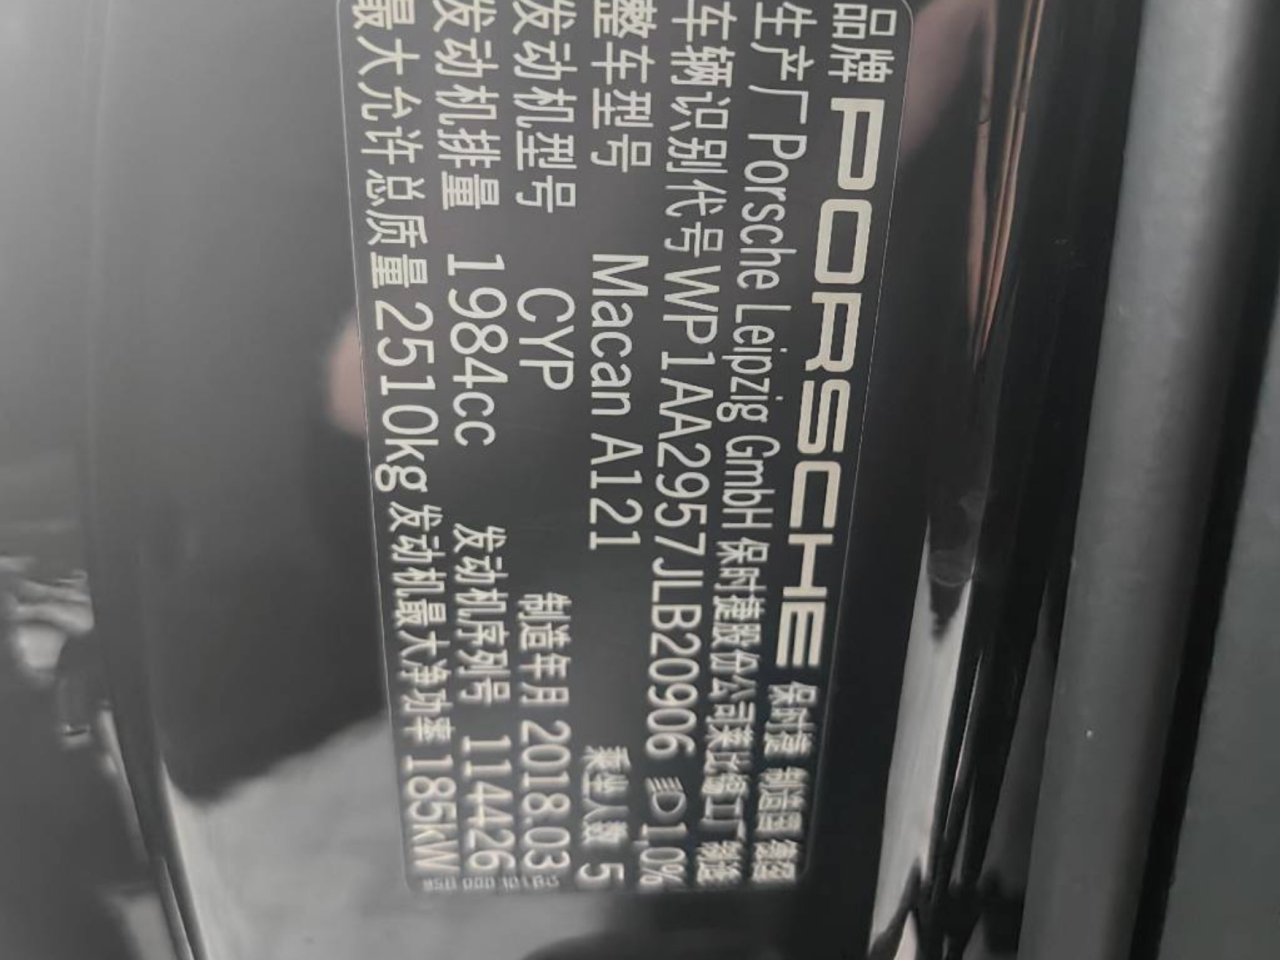 品牌 PORSCHE 保时捷 制造国 德国
生产厂 Porsche Leipzig GmbH 保时捷股份公司莱比锡工厂 制造
车辆识别代号 WP1AA2957JLB20906 1,0%
整车型号 Macan A121 乘坐人数 5
发动机型号 CYP 制造年月 2018.03
发动机排量 1984cc 发动机序列号 114426
最大允许总质量 2510kg 发动机最大净功率 185kW